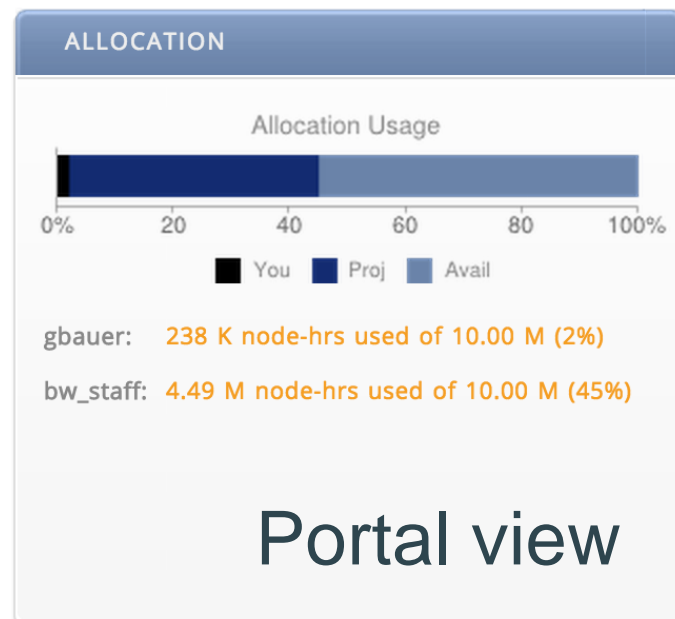 ALLOCATION
Allocation Usage
0% 20 40 60 80 100%
You Proj Avail
gbauer: 238 K node-hrs used of 10.00 M (2%)
bw_staff: 4.49 M node-hrs used of 10.00 M (45%)
Portal view